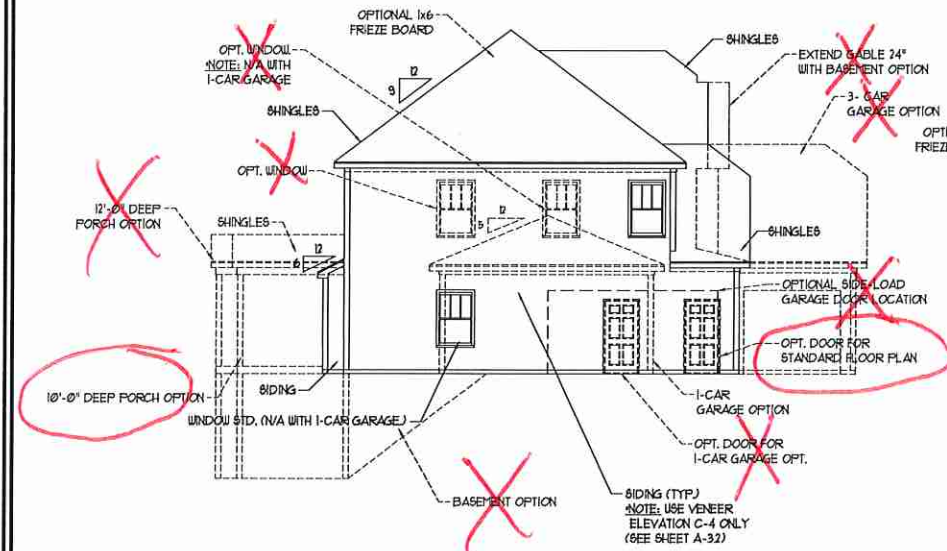 OPTIONAL 1x6
FRIEZE BOARD
OPT. WINDOW
*NOTE: N/A WITH
1-CAR GARAGE
12
9
SHINGLES
SHINGLES
EXTEND GABLE 24"
WITH BASEMENT OPTION
3- CAR
GARAGE OPTION
OPTI
FRIEZE
OPT. WINDOW
12'-0" DEEP
PORCH OPTION
SHINGLES
12
6
12
5
SHINGLES
OPTIONAL SIDE-LOAD
GARAGE DOOR LOCATION
OPT. DOOR FOR
STANDARD FLOOR PLAN
10'-0" DEEP PORCH OPTION
SIDING
WINDOW STD. (N/A WITH 1-CAR GARAGE)
1-CAR
GARAGE OPTION
OPT. DOOR FOR
1-CAR GARAGE OPT.
BASEMENT OPTION
SIDING (TYP.)
*NOTE: USE VENEER
ELEVATION C-4 ONLY
(SEE SHEET A-3.2)